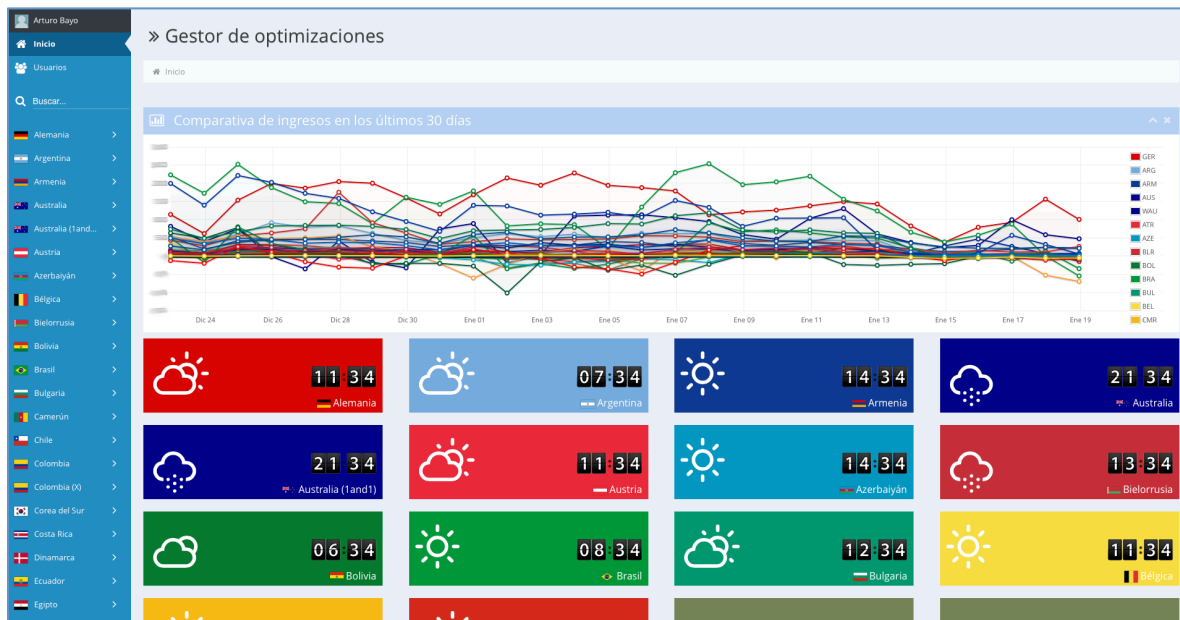 Arturo Bayo
Inicio
Usuarios
Buscar...
Alemania
Argentina
Armenia
Australia
Australia (1and...
Austria
Azerbaiyán
Bélgica
Bielorrusia
Bolivia
Brasil
Bulgaria
Camerún
Chile
Colombia
Colombia (X)
Corea del Sur
Costa Rica
Dinamarca
Ecuador
Egipto
» Gestor de optimizaciones
Inicio
Comparativa de ingresos en los últimos 30 días
GER
ARG
ARM
AUS
WAU
ATR
AZE
BLR
BOL
BRA
BUL
BEL
CMR
Dic 24 Dic 26 Dic 28 Dic 30 Ene 01 Ene 03 Ene 05 Ene 07 Ene 09 Ene 11 Ene 13 Ene 15 Ene 17 Ene 19
11:34
Alemania
07:34
Argentina
14:34
Armenia
21 34
Australia
21 34
Australia (1and1)
11:34
Austria
14:34
Azerbaiyán
13:34
Bielorrusia
06:34
Bolivia
08:34
Brasil
12:34
Bulgaria
11:34
Bélgica